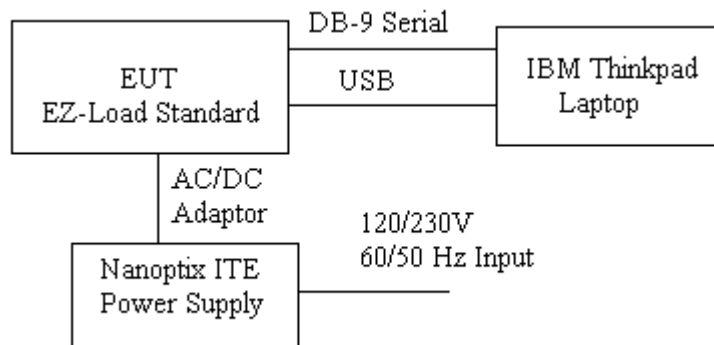 DB-9 Serial
EUT
EZ-Load Standard
USB
IBM Thinkpad
Laptop
AC/DC
Adaptor
120/230V
60/50 Hz Input
Nanoptix ITE
Power Supply